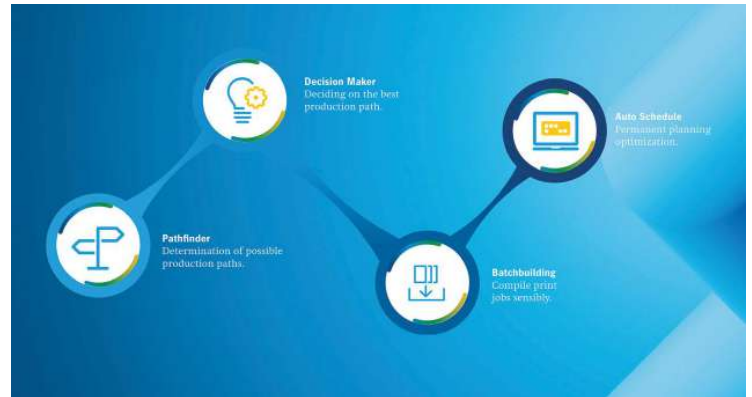 Decision Maker
Deciding on the best
production path.
Auto Schedule
Permanent planning
optimization.
Pathfinder
Determination of possible
production paths.
Batchbuilding
Compile print
jobs sensibly.